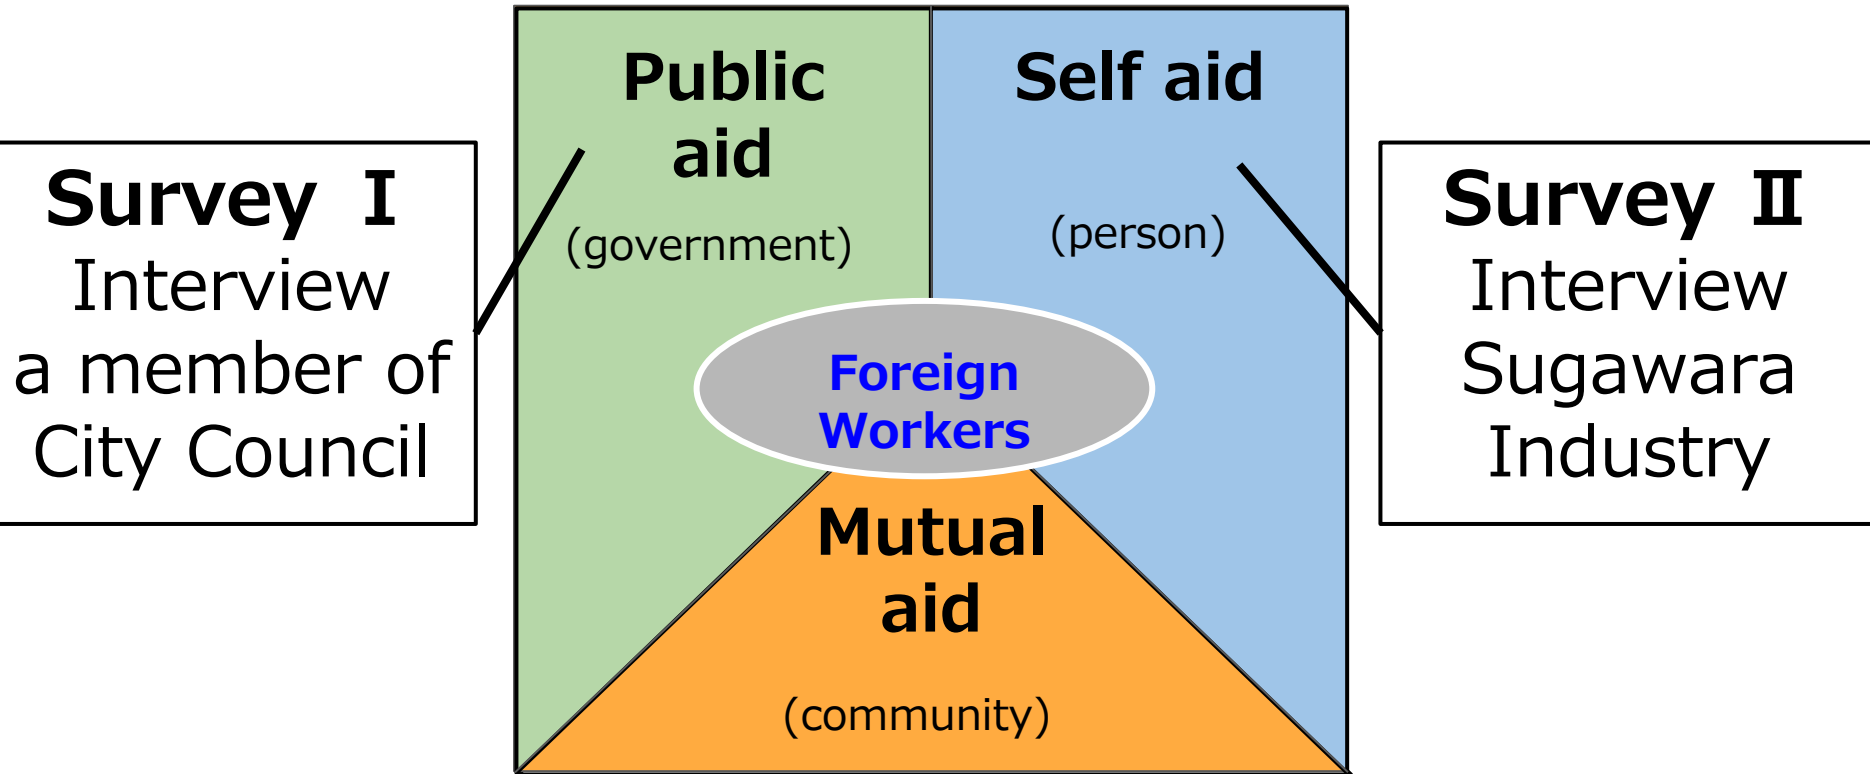 Survey Ⅰ
Interview
a member of
City Council
Public
aid
(government)
Self aid
(person)
Foreign
Workers
Mutual
aid
(community)
Survey Ⅱ
Interview
Sugawara
Industry